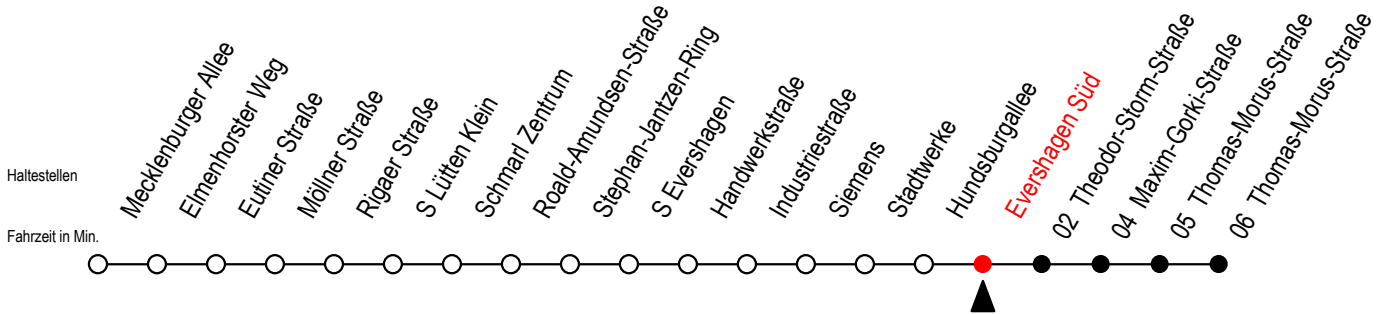 Haltestellen
Fahrzeit in Min.
Mecklenburger Allee
Elmenhorster Weg
Eutiner Straße
Möllner Straße
Rigaer Straße
S Lütten Klein
Schmarl Zentrum
Roald-Amundsen-Straße
Stephan-Jantzen-Ring
S Evershagen
Handwerkstraße
Industriestraße
Siemens
Stadtwerke
Hundsburgallee
Evershagen Süd
02 Theodor-Storm-Straße
04 Maxim-Gorki-Straße
05 Thomas-Morus-Straße
06 Thomas-Morus-Straße